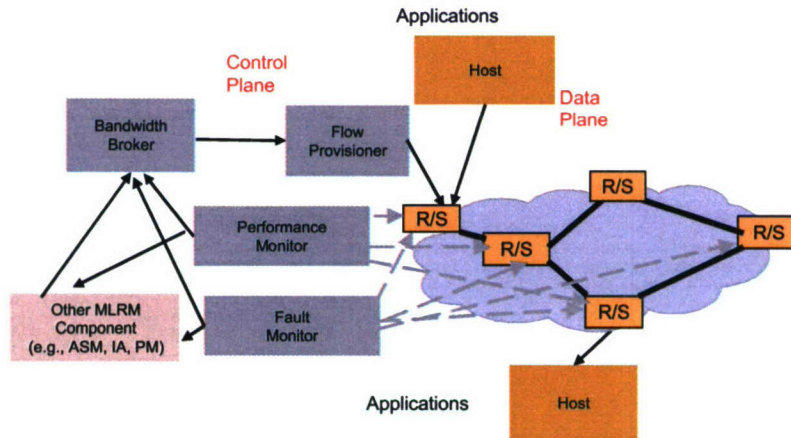 Applications
Control
Plane
Host
Data
Plane
Bandwidth
Broker
Flow
Provisioner
R/S
R/S
R/S
R/S
Performance
Monitor
R/S
Other MLRM
Component
(e.g., ASM, IA, PM)
Fault
Monitor
Applications
Host